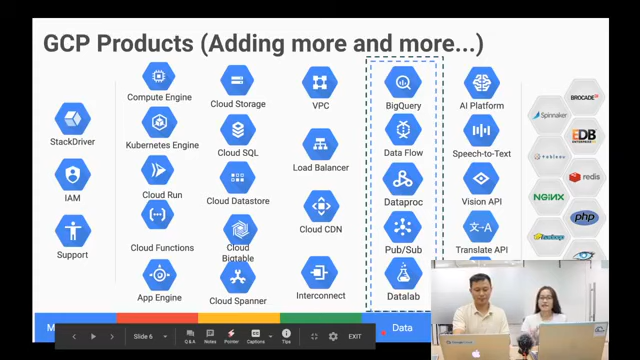 GCP Products (Adding more and more...)
StackDriver
IAM
Support
Compute Engine
Kubernetes Engine
Cloud Run
Cloud Functions
App Engine
Cloud Storage
Cloud SQL
Cloud Datastore
Cloud
Bigtable
Cloud Spanner
VPC
Load Balancer
Cloud CDN
Interconnect
BigQuery
Data Flow
Dataproc
Pub/Sub
Datalab
AI Platform
Speech-to-Text
Vision API
Translate API
BROCADE
Spinnaker
EDB
tableau
redis
NGINX
php
hadoop
M
Data
Slide 6
Q&A
Notes
Pointer
Captions
Tips
EXIT